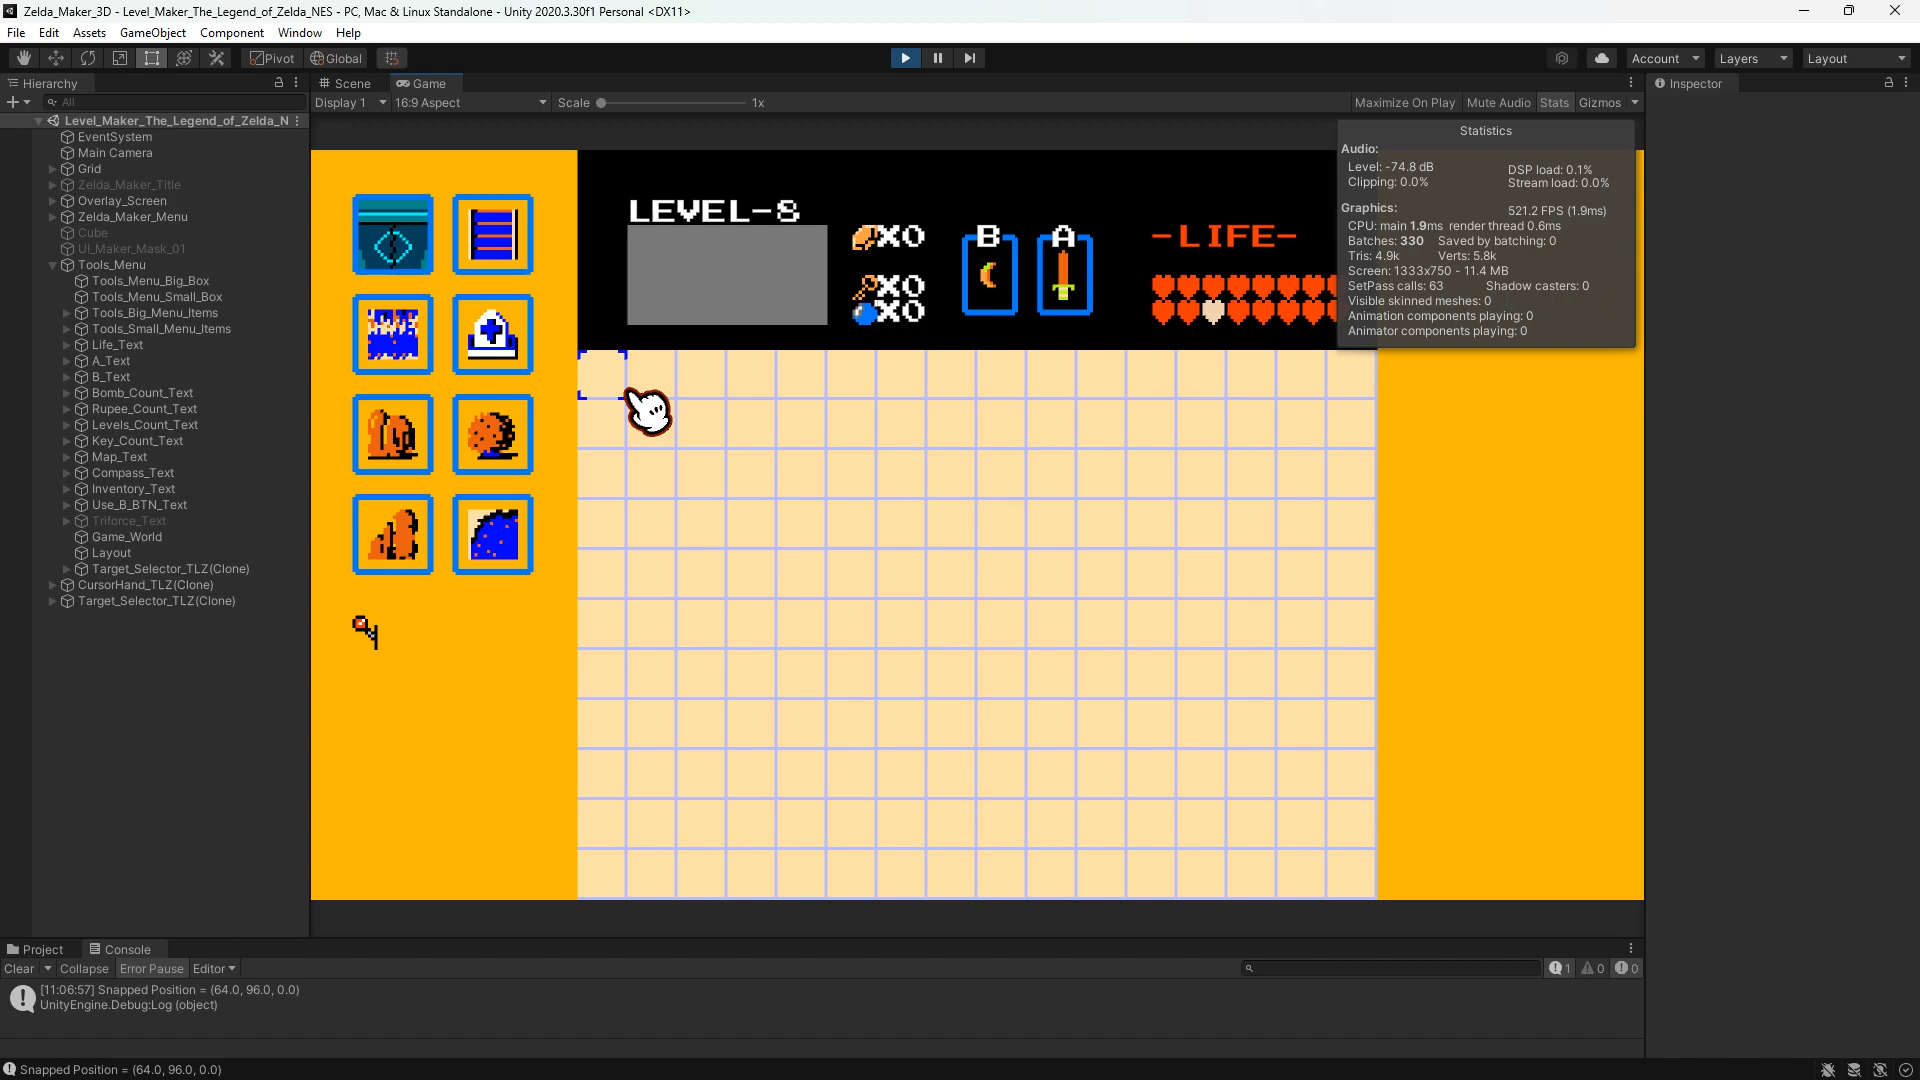 Zelda_Maker_3D - Level_Maker_The_Legend_of_Zelda_NES - PC, Mac & Linux Standalone - Unity 2020.3.30f1 Personal <DX11>
File Edit Assets GameObject Component Window Help
Pivot Global Account Layers Layout
Hierarchy Scene Game Inspector
All Display 1 16:9 Aspect Scale 1x Maximize On Play Mute Audio Stats Gizmos
Level_Maker_The_Legend_of_Zelda_N
EventSystem
Main Camera
Grid
Zelda_Maker_Title
Overlay_Screen
Zelda_Maker_Menu
Cube
UI_Maker_Mask_01
Tools_Menu
Tools_Menu_Big_Box
Tools_Menu_Small_Box
Tools_Big_Menu_Items
Tools_Small_Menu_Items
Life_Text
A_Text
B_Text
Bomb_Count_Text
Rupee_Count_Text
Levels_Count_Text
Key_Count_Text
Map_Text
Compass_Text
Inventory_Text
Use_B_BTN_Text
Triforce_Text
Game_World
Layout
Target_Selector_TLZ(Clone)
CursorHand_TLZ(Clone)
Target_Selector_TLZ(Clone)
LEVEL-8
X0 B A -LIFE-
X0
X0
Statistics
Audio:
Level: -74.8 dB DSP load: 0.1%
Clipping: 0.0% Stream load: 0.0%
Graphics: 521.2 FPS (1.9ms)
CPU: main 1.9ms render thread 0.6ms
Batches: 330 Saved by batching: 0
Tris: 4.9k Verts: 5.8k
Screen: 1333x750 - 11.4 MB
SetPass calls: 63 Shadow casters: 0
Visible skinned meshes: 0
Animation components playing: 0
Animator components playing: 0
Project Console
Clear Collapse Error Pause Editor 1 0 0
[11:06:57] Snapped Position = (64.0, 96.0, 0.0)
UnityEngine.Debug:Log (object)
Snapped Position = (64.0, 96.0, 0.0)